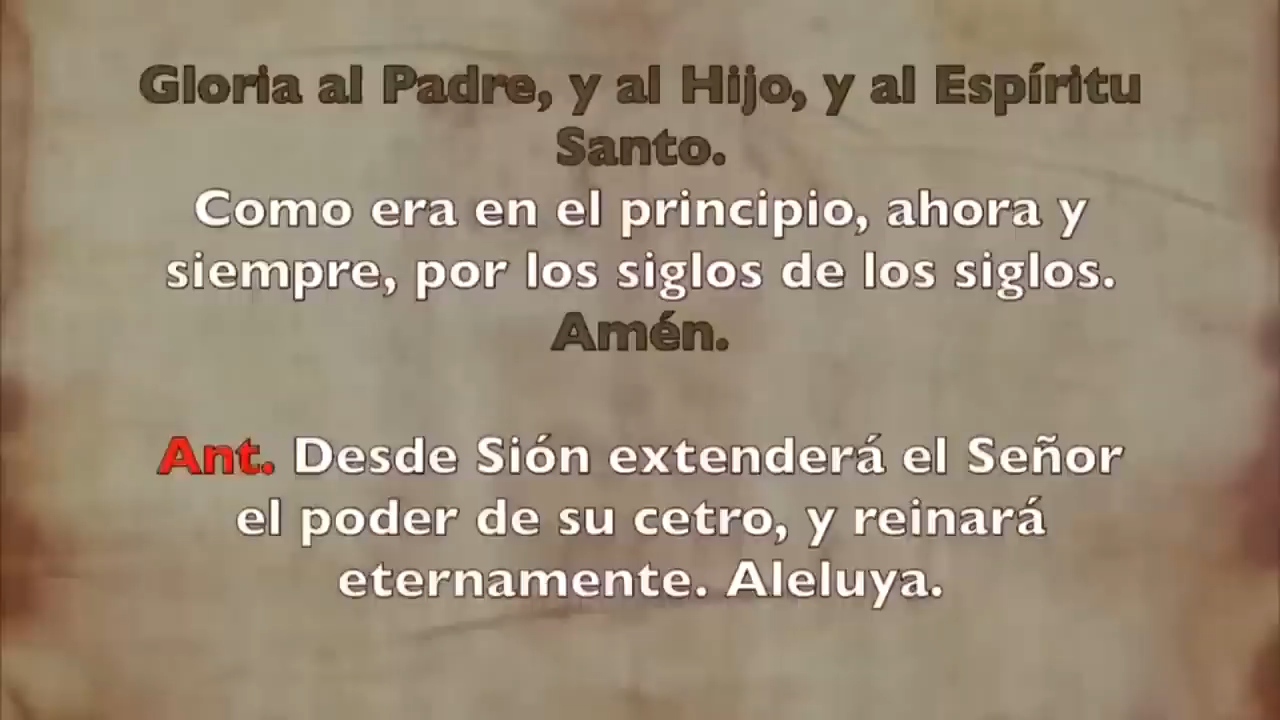 Gloria al Padre, y al Hijo, y al Espíritu
Santo.
Como era en el principio, ahora y
siempre, por los siglos de los siglos.
Amén.
Ant. Desde Sión extenderá el Señor
el poder de su cetro, y reinará
eternamente. Aleluya.